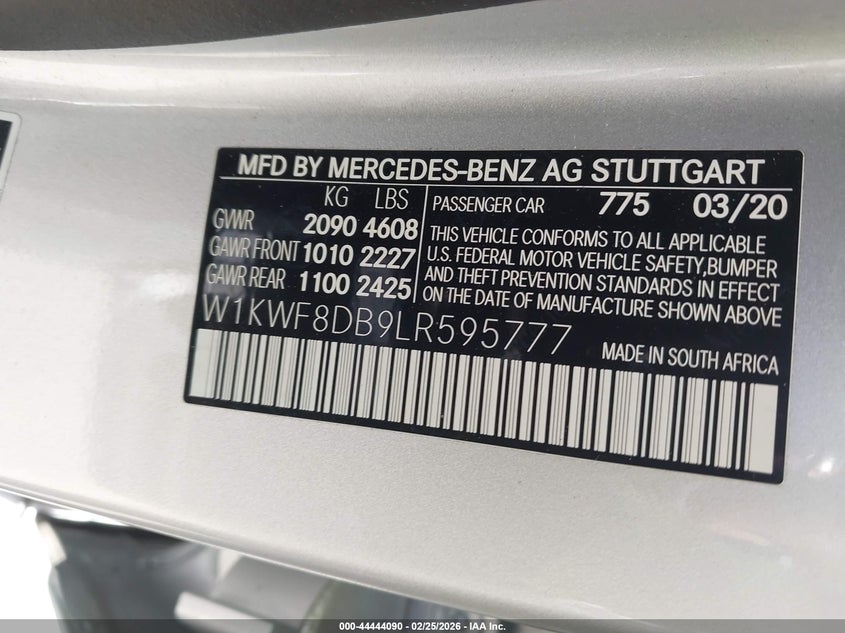 MFD BY MERCEDES-BENZ AG STUTTGART
KG LBS
GVWR 2090 4608
GAWR FRONT 1010 2227
GAWR REAR 1100 2425
PASSENGER CAR 775 03/20
THIS VEHICLE CONFORMS TO ALL APPLICABLE
U.S. FEDERAL MOTOR VEHICLE SAFETY,BUMPER
AND THEFT PREVENTION STANDARDS IN EFFECT
ON THE DATE OF MANUFACTURE SHOWN ABOVE
W1KWF8DB9LR595777
MADE IN SOUTH AFRICA
000-44444090 - 02/25/2026 - IAA Inc.